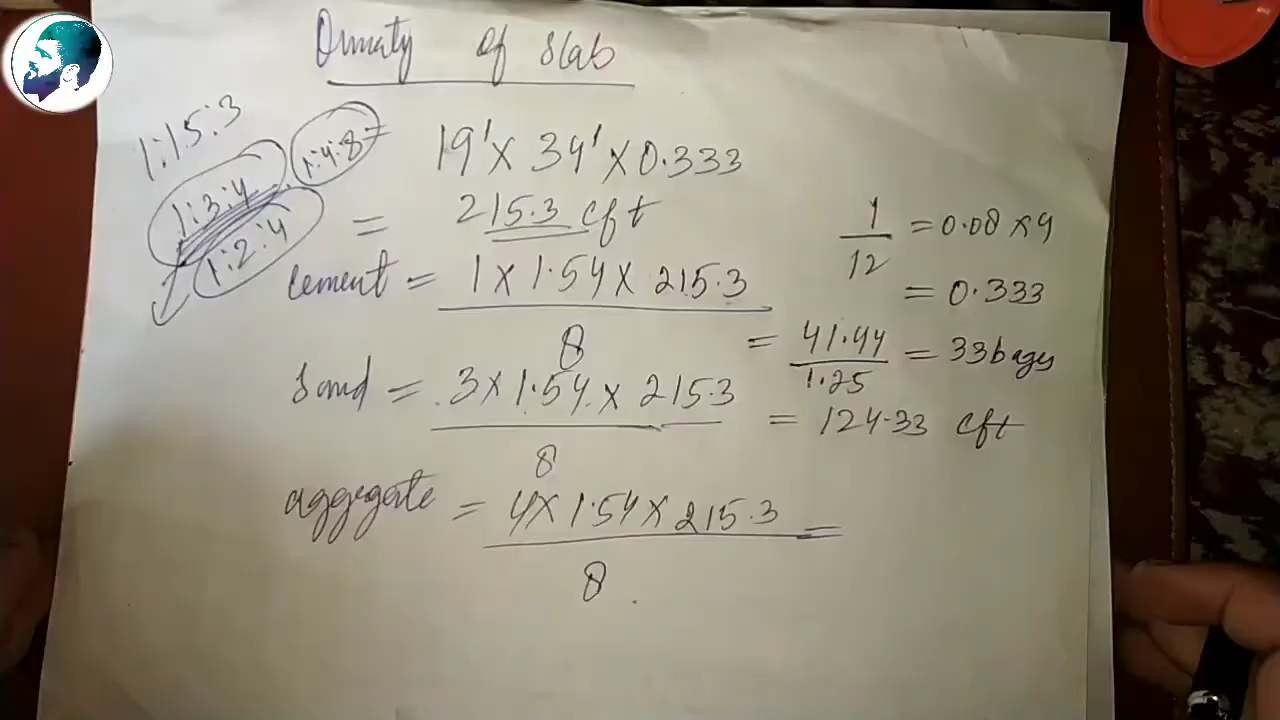 Qunaty of slab
1:1.5:3
1:4:8 =
19' x 34' x 0.333
1:3:4
= 215.3 cft
1:2:4
1/12 = 0.08 x 4
= 0.333
cement = 1 x 1.54 x 215.3 / 8
= 41.44 / 1.25 = 33 bags
Sand = 3 x 1.54 x 215.3 / 8
= 124.33 cft
aggegate = 4 x 1.54 x 215.3 / 8 =